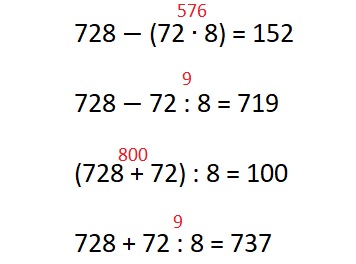 576
728 − (72 · 8) = 152
9
728 − 72 : 8 = 719
800
(728 + 72) : 8 = 100
9
728 + 72 : 8 = 737